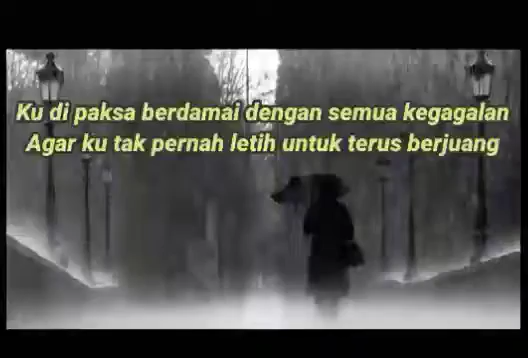 Ku di paksa berdamai dengan semua kegagalan
Agar ku tak pernah letih untuk terus berjuang